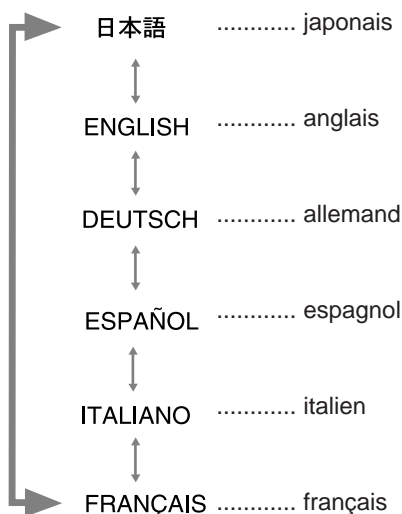 日本語 ............ japonais
ENGLISH ............ anglais
DEUTSCH ............ allemand
ESPAÑOL ............ espagnol
ITALIANO ............ italien
FRANÇAIS ............ français